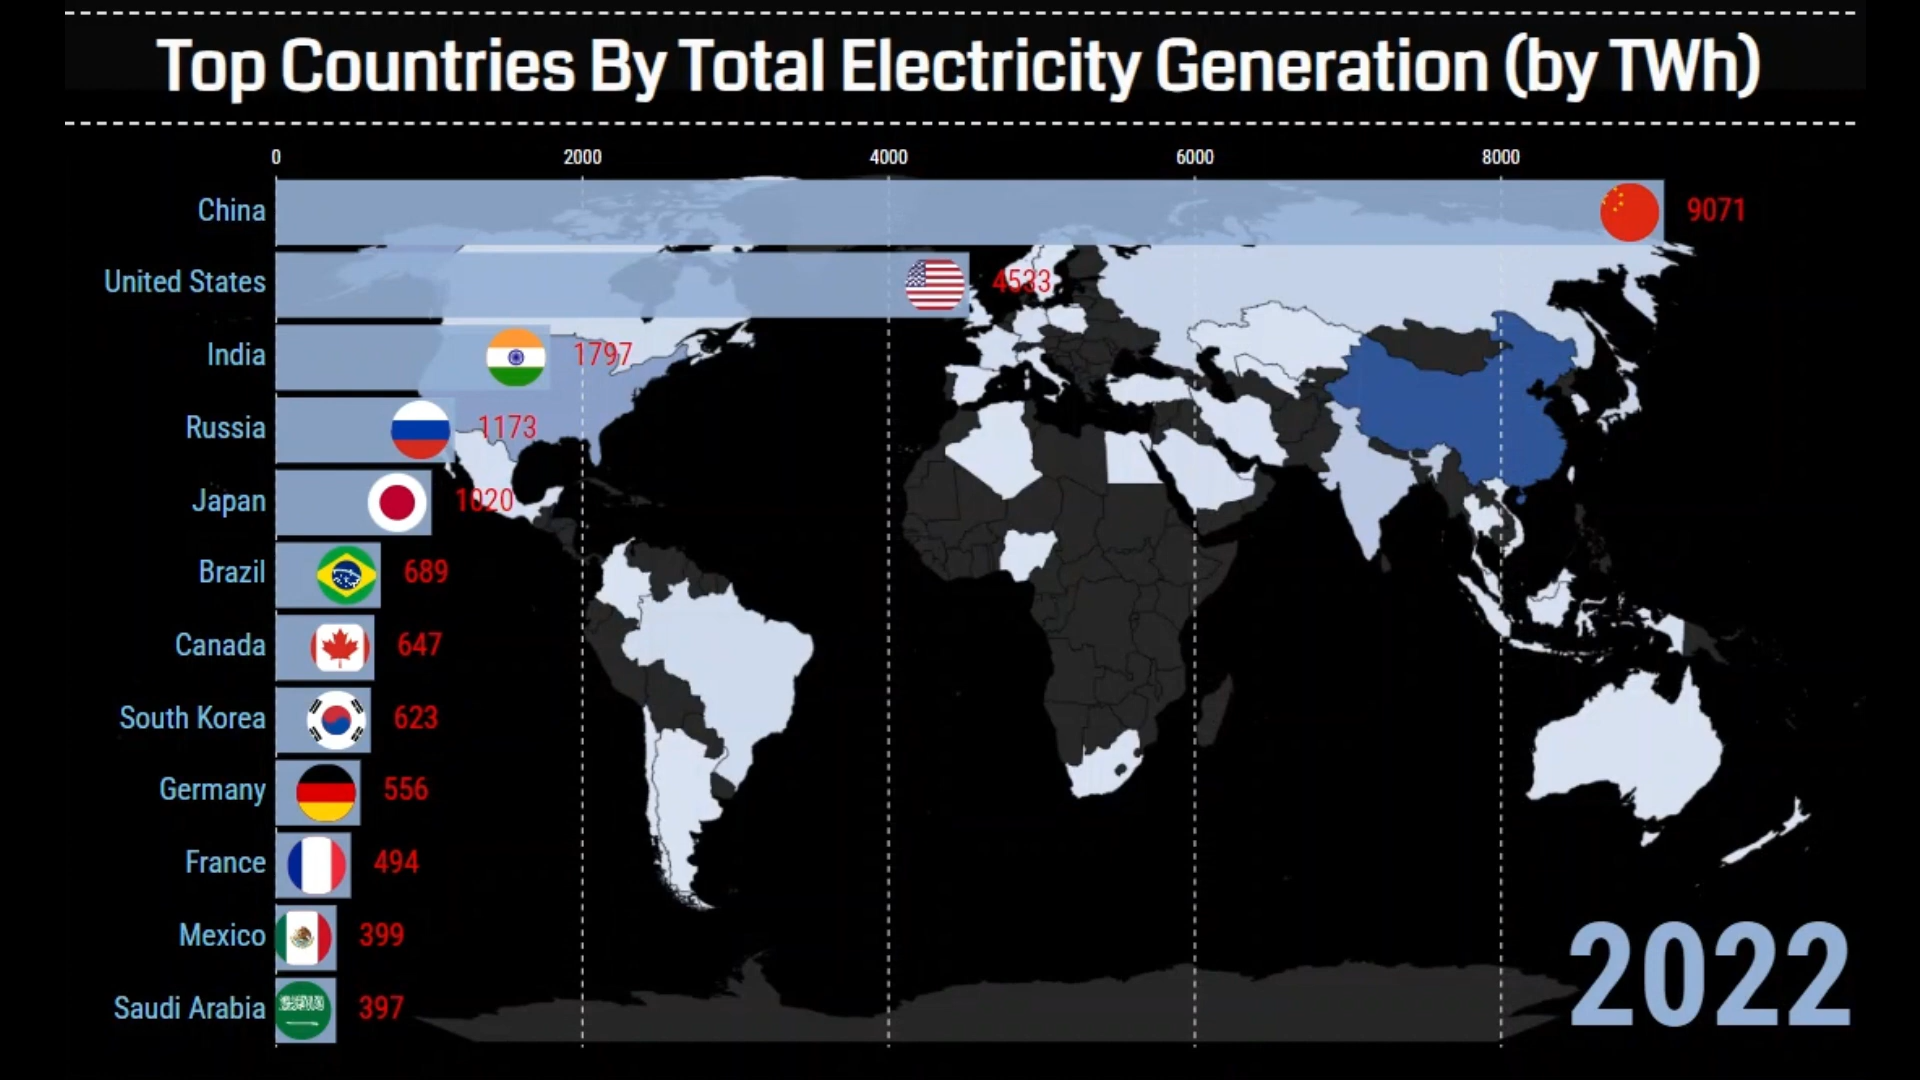 Top Countries By Total Electricity Generation (by TWh)
0 2000 4000 6000 8000
China 9071
United States 4533
India 1797
Russia 1173
Japan 1020
Brazil 689
Canada 647
South Korea 623
Germany 556
France 494
Mexico 399
Saudi Arabia 397
2022